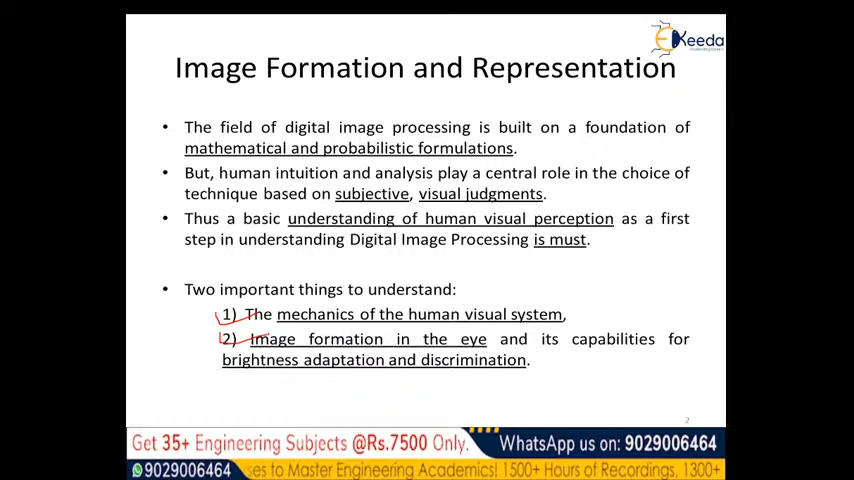 EKeeda
Image Formation and Representation
• The field of digital image processing is built on a foundation of
mathematical and probabilistic formulations.
• But, human intuition and analysis play a central role in the choice of
technique based on subjective, visual judgments.
• Thus a basic understanding of human visual perception as a first
step in understanding Digital Image Processing is must.
• Two important things to understand:
1) The mechanics of the human visual system,
2) Image formation in the eye and its capabilities for
brightness adaptation and discrimination.
2
Get 35+ Engineering Subjects @Rs.7500 Only.
WhatsApp us on: 9029006464
9029006464
ses to Master Engineering Academics! 1500+ Hours of Recordings, 1300+